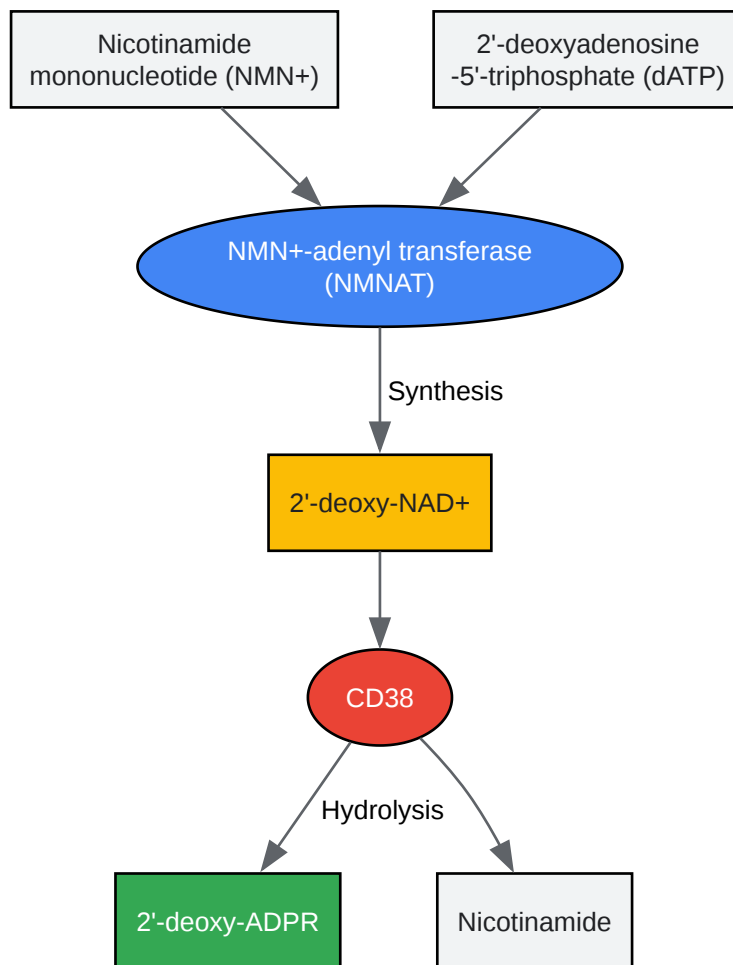 Nicotinamide
mononucleotide (NMN+)
2'-deoxyadenosine
-5'-triphosphate (dATP)
NMN+-adenyl transferase
(NMNAT)
Synthesis
2'-deoxy-NAD+
CD38
Hydrolysis
2'-deoxy-ADPR
Nicotinamide